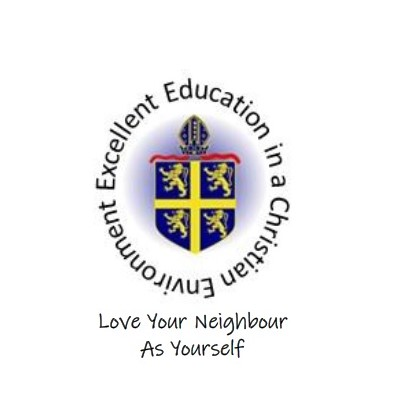 Excellent Education in a Christian Environment
Love Your Neighbour
As Yourself